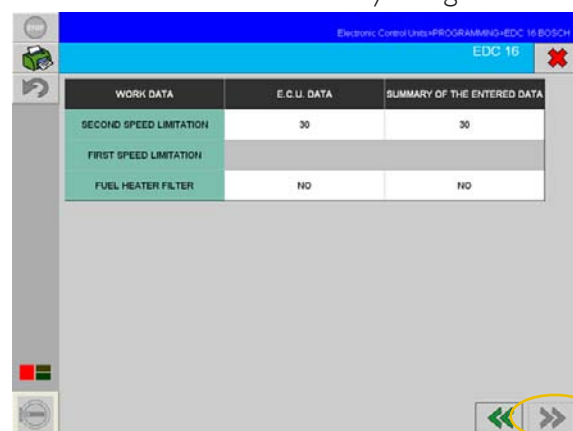 STOP
Electronic Control Units»PROGRAMMING»EDC 16 BOSCH
EDC 16
WORK DATA E.C.U. DATA SUMMARY OF THE ENTERED DATA
SECOND SPEED LIMITATION 30 30
FIRST SPEED LIMITATION
FUEL HEATER FILTER NO NO